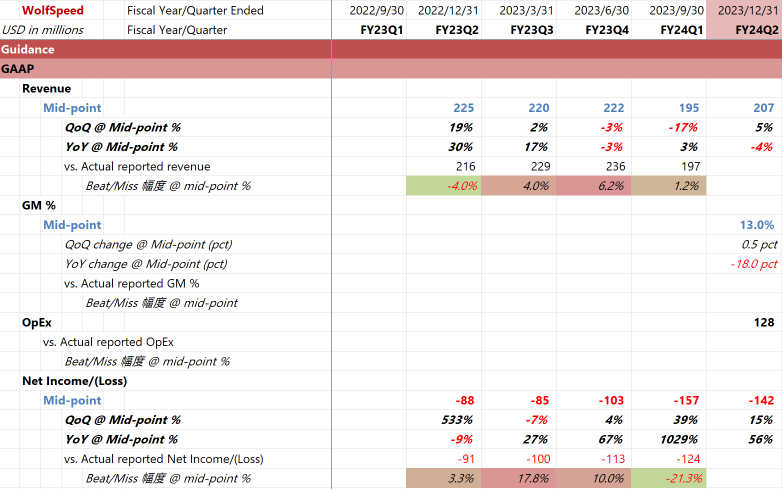 WolfSpeed Fiscal Year/Quarter Ended 2022/9/30 2022/12/31 2023/3/31 2023/6/30 2023/9/30 2023/12/31
USD in millions Fiscal Year/Quarter FY23Q1 FY23Q2 FY23Q3 FY23Q4 FY24Q1 FY24Q2
Guidance
GAAP
Revenue
Mid-point 225 220 222 195 207
QoQ @ Mid-point % 19% 2% -3% -17% 5%
YoY @ Mid-point % 30% 17% -3% 3% -4%
vs. Actual reported revenue 216 229 236 197
Beat/Miss 幅度 @ mid-point % -4.0% 4.0% 6.2% 1.2%
GM %
Mid-point 13.0%
QoQ change @ Mid-point (pct) 0.5 pct
YoY change @ Mid-point (pct) -18.0 pct
vs. Actual reported GM %
Beat/Miss 幅度 @ mid-point
OpEx 128
vs. Actual reported OpEx
Beat/Miss 幅度 @ mid-point %
Net Income/(Loss)
Mid-point -88 -85 -103 -157 -142
QoQ @ Mid-point % 533% -7% 4% 39% 15%
YoY @ Mid-point % -9% 27% 67% 1029% 56%
vs. Actual reported Net Income/(Loss) -91 -100 -113 -124
Beat/Miss 幅度 @ mid-point % 3.3% 17.8% 10.0% -21.3%